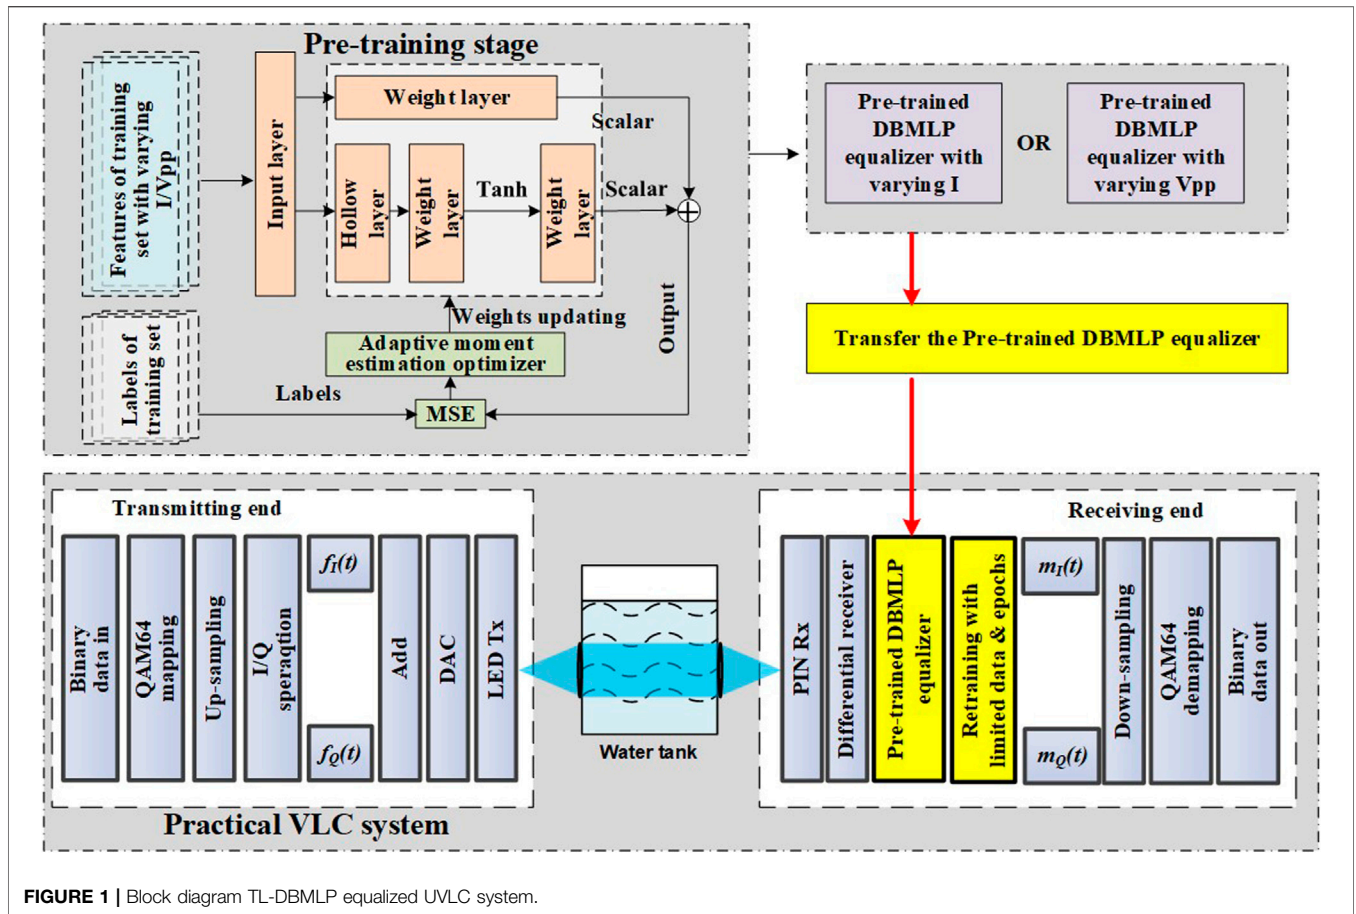 Pre-training stage
Features of training
set with varying
I/Vpp
Input layer
Weight layer
Scalar
Hollow
layer
Weight
layer
Tanh
Weight
layer
Scalar
Output
Weights updating
Adaptive moment
estimation optimizer
Labels of
training set
Labels
MSE
Pre-trained
DBMLP
equalizer with
varying I
OR
Pre-trained
DBMLP
equalizer with
varying Vpp
Transfer the Pre-trained DBMLP equalizer
Transmitting end
Binary
data in
QAM64
mapping
Up-sampling
I/Q
speraqtion
fI(t)
fQ(t)
Add
DAC
LED Tx
Water tank
Receiving end
PIN Rx
Differential receiver
Pre-trained DBMLP
equalizer
Retraining with
limited data & epochs
mI(t)
mQ(t)
Down-sampling
QAM64
demapping
Binary
data out
Practical VLC system
FIGURE 1 | Block diagram TL-DBMLP equalized UVLC system.